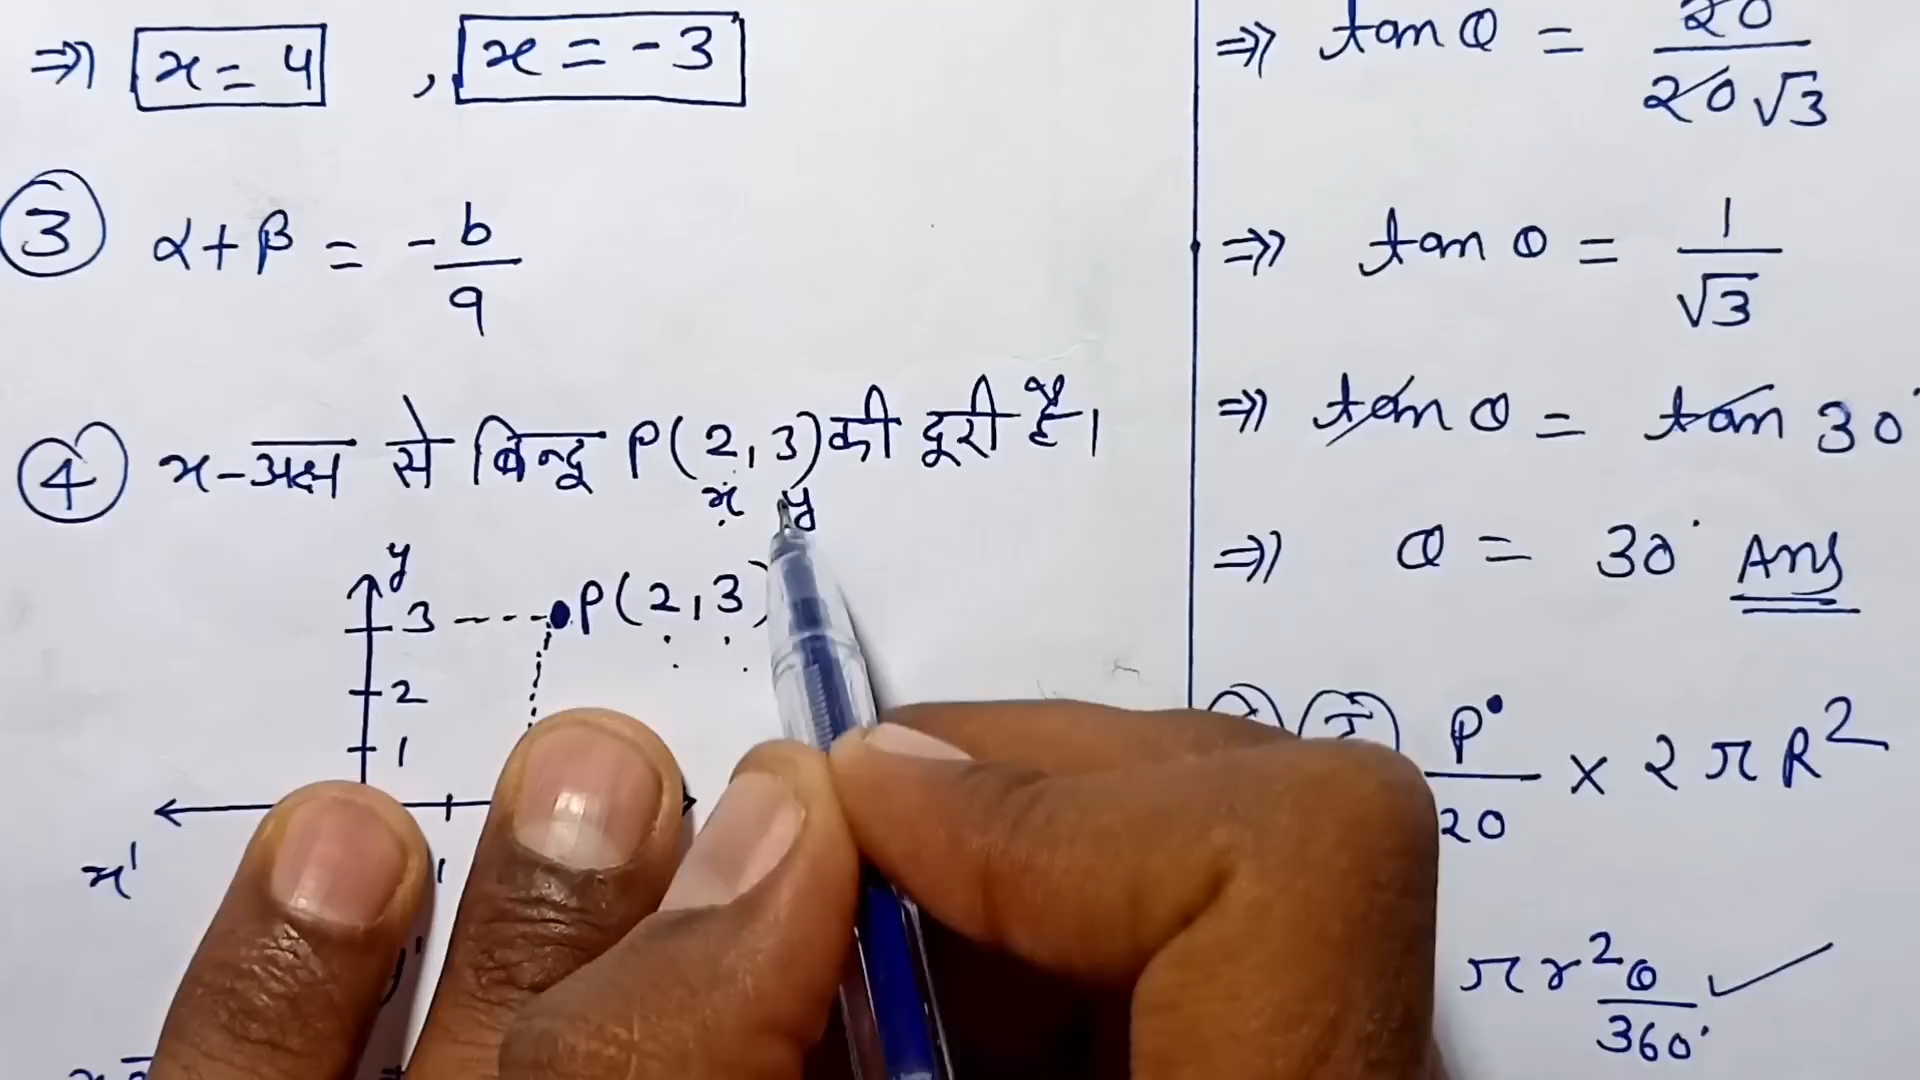 ⇒ x = 4 , x = -3
③ α + β = -b/a
④ x-अक्ष से बिन्दू P(2, 3) की दूरी है।
x y
y
3 P(2, 3)
2
1
x' 1
⇒ tan θ = 20/20√3
⇒ tan θ = 1/√3
⇒ tan θ = tan 30°
⇒ θ = 30° Ans
P°/20 × 2πR²
πr²θ/360°